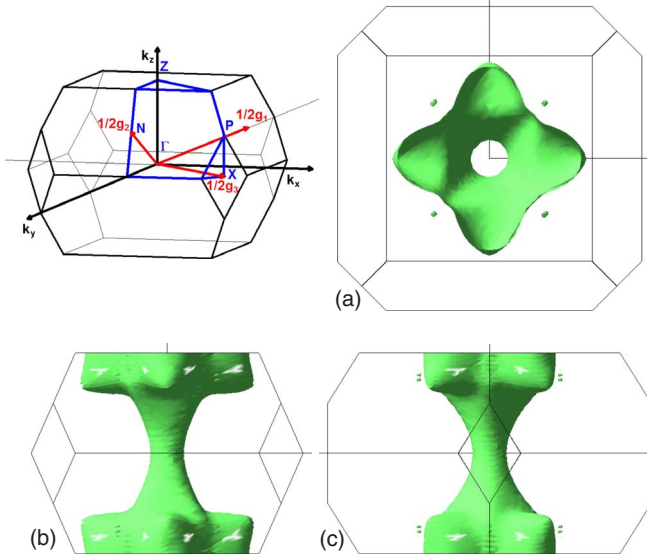 k_z
Z
1/2g_1
1/2g_2
N
P
Γ
X
1/2g_3
k_x
k_y
(a)
(b)
(c)